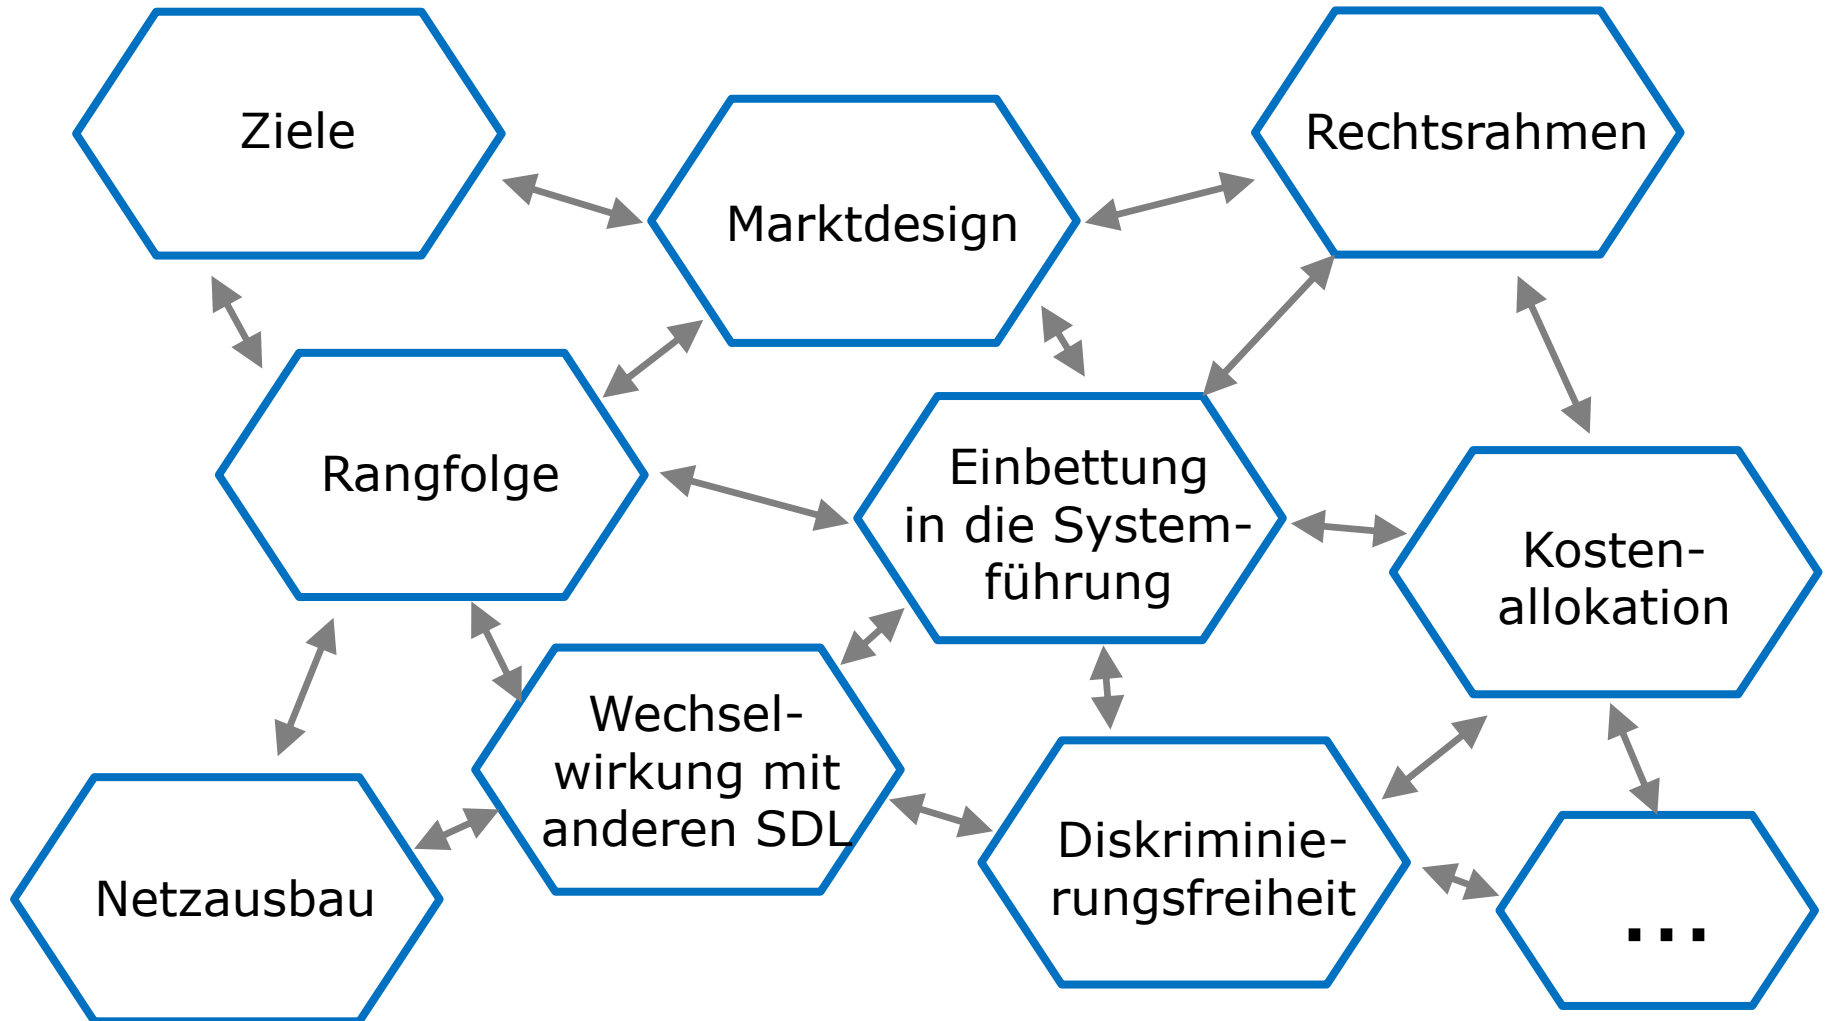 Ziele
Marktdesign
Rechtsrahmen
Rangfolge
Einbettung
in die System-
führung
Kosten-
allokation
Wechsel-
wirkung mit
anderen SDL
Netzausbau
Diskriminie-
rungsfreiheit
...